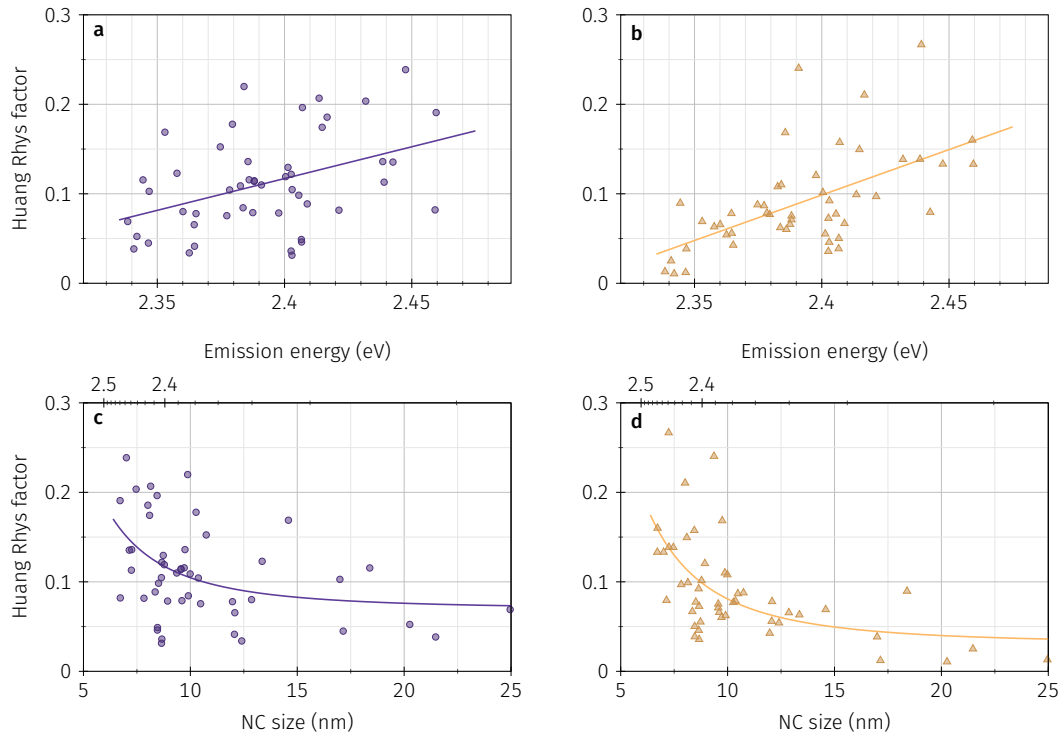 a
0.3
0.2
0.1
0
Huang Rhys factor
2.35 2.4 2.45
Emission energy (eV)
b
0.3
0.2
0.1
0
2.35 2.4 2.45
Emission energy (eV)
2.5 2.4
c
0.3
0.2
0.1
0
Huang Rhys factor
5 10 15 20 25
NC size (nm)
2.5 2.4
d
0.3
0.2
0.1
0
5 10 15 20 25
NC size (nm)